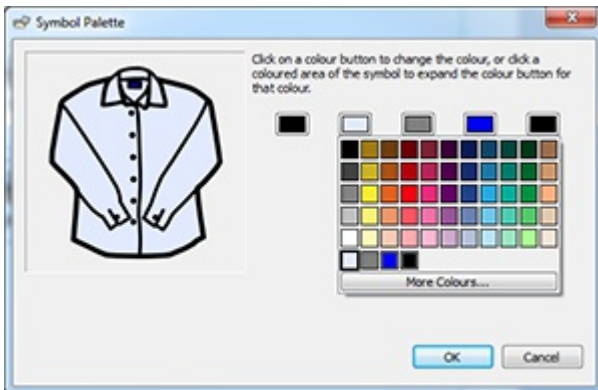 Symbol Palette
Click on a colour button to change the colour, or click a
coloured area of the symbol to expand the colour button for
that colour.
More Colours...
OK
Cancel